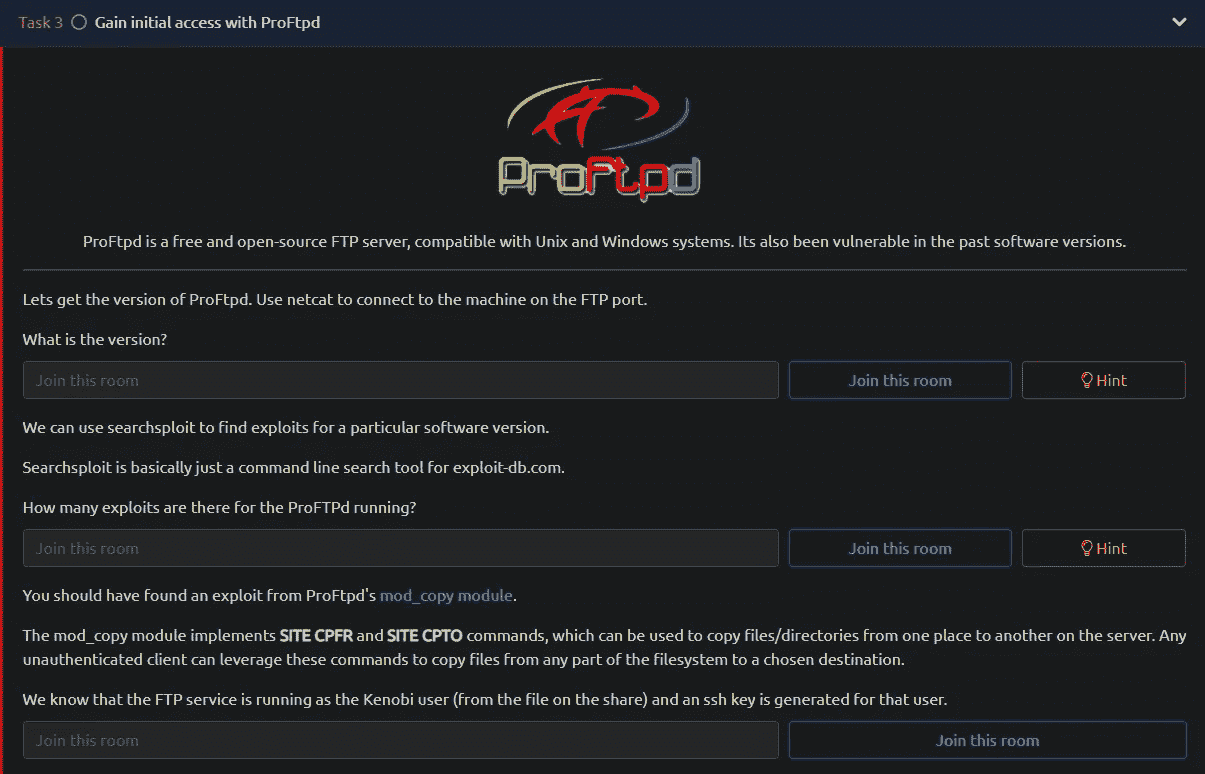 Task 3 Gain initial access with ProFtpd
ProFtpd
ProFtpd is a free and open-source FTP server, compatible with Unix and Windows systems. Its also been vulnerable in the past software versions.
Lets get the version of ProFtpd. Use netcat to connect to the machine on the FTP port.
What is the version?
Join this room Join this room Hint
We can use searchsploit to find exploits for a particular software version.
Searchsploit is basically just a command line search tool for exploit-db.com.
How many exploits are there for the ProFTPd running?
Join this room Join this room Hint
You should have found an exploit from ProFtpd's mod_copy module.
The mod_copy module implements SITE CPFR and SITE CPTO commands, which can be used to copy files/directories from one place to another on the server. Any
unauthenticated client can leverage these commands to copy files from any part of the filesystem to a chosen destination.
We know that the FTP service is running as the Kenobi user (from the file on the share) and an ssh key is generated for that user.
Join this room Join this room